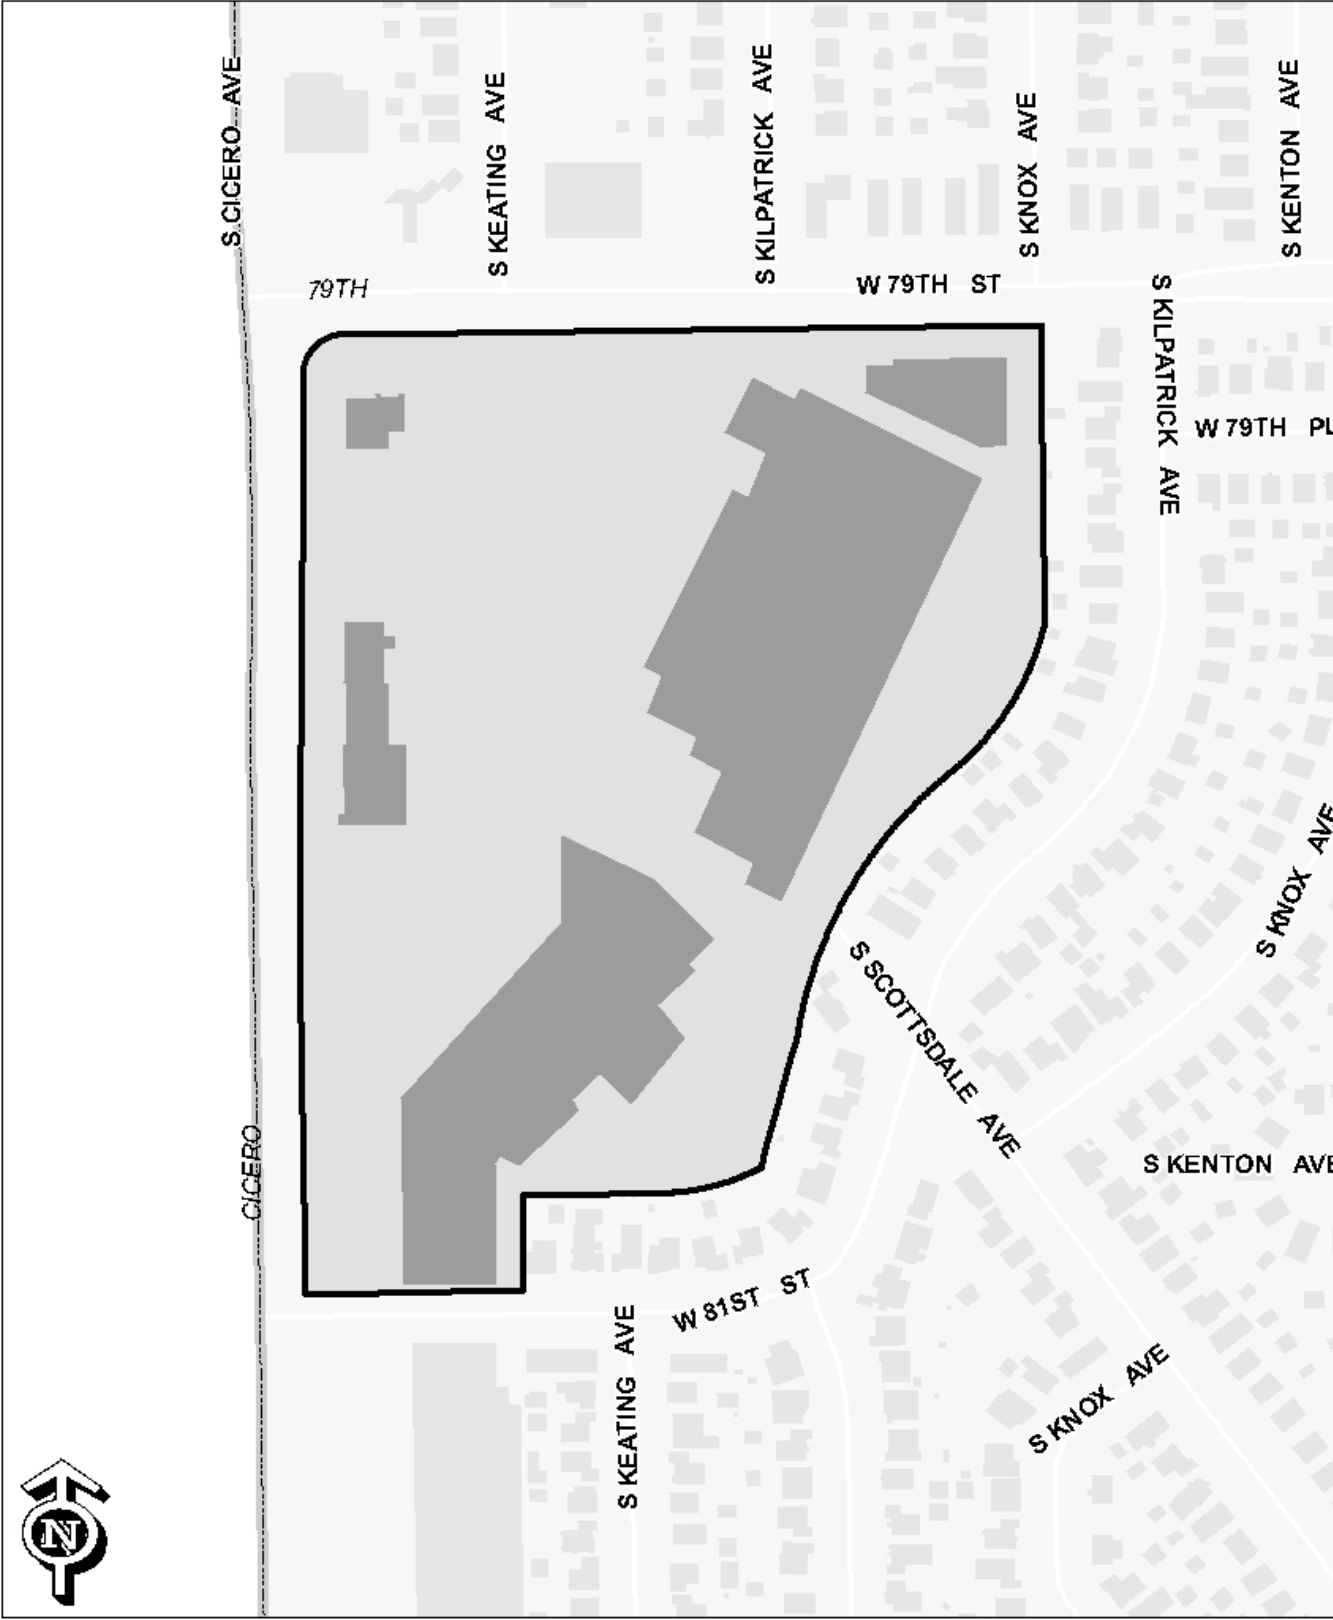 S CICERO AVE
S KEATING AVE
S KILPATRICK AVE
S KNOX AVE
S KENTON AVE
79TH
W 79TH ST
S KILPATRICK AVE
W 79TH PL
S KNOX AVE
S SCOTTSDALE AVE
CICERO
S KENTON AVE
W 81ST ST
S KEATING AVE
S KNOX AVE
N